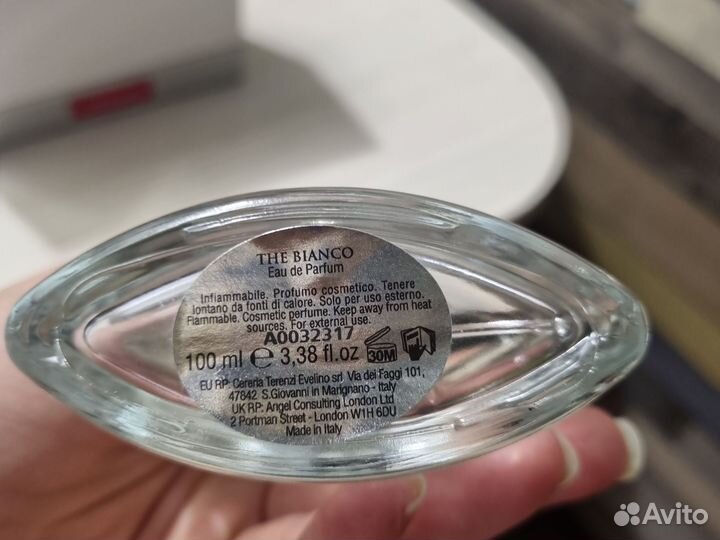 THE BIANCO
Eau de Parfum
Infiammabile. Profumo cosmetico. Tenere
lontano da fonti di calore. Solo per uso esterno.
Flammable. Cosmetic perfume. Keep away from heat
sources. For external use.
A0032317
100 ml ℮ 3,38 fl.oz 30M
EU RP: Cereria Terenzi Evelino srl Via dei Faggi 101,
47842 S.Giovanni in Marignano - Italy
UK RP: Angel Consulting London Ltd
2 Portman Street - London W1H 6DU
Made in Italy
Avito